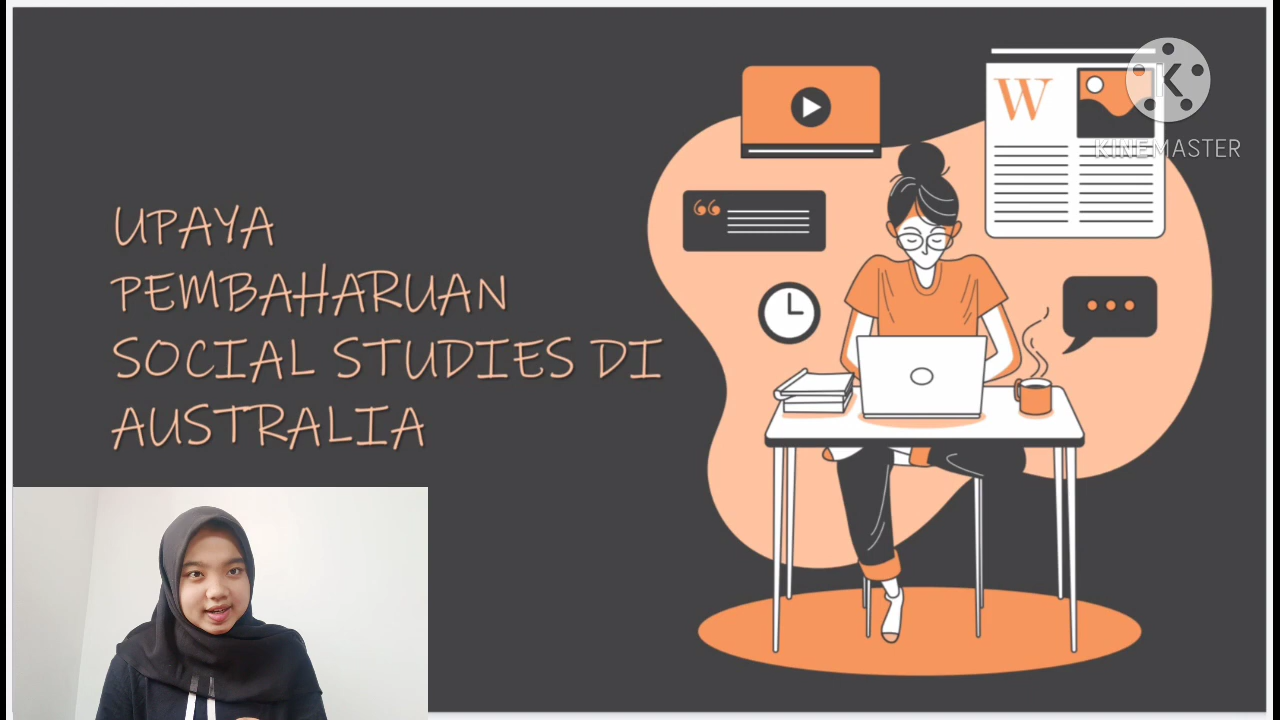 UPAYA
PEMBAHARUAN
SOCIAL STUDIES DI
AUSTRALIA
W
KINEMASTER